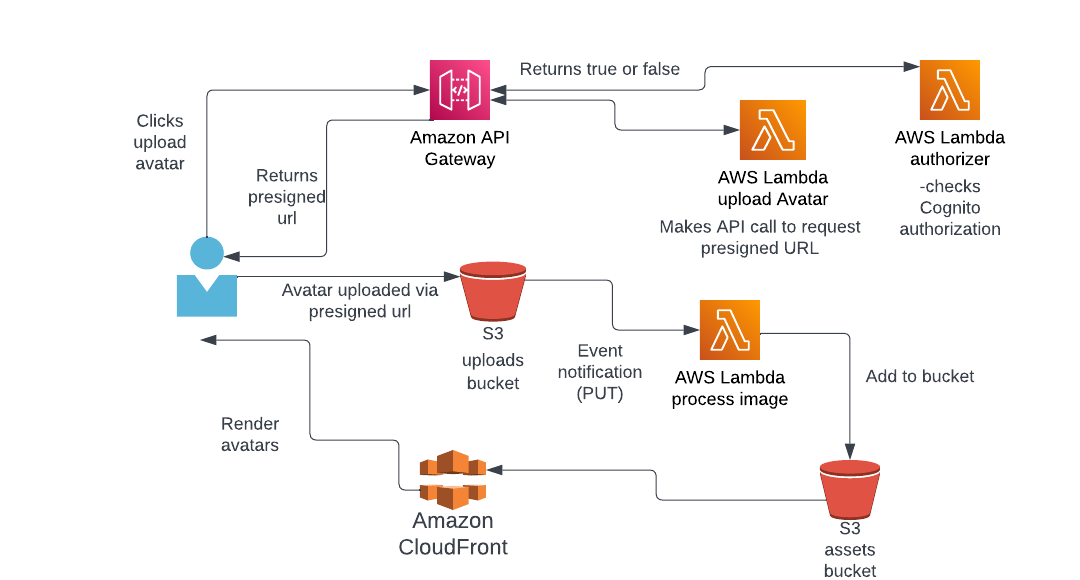 Returns true or false
Clicks
upload
avatar
Amazon API
Gateway
AWS Lambda
authorizer
-checks
Cognito
authorization
AWS Lambda
upload Avatar
Makes API call to request
presigned URL
Returns
presigned
url
Avatar uploaded via
presigned url
S3
uploads
bucket
Event
notification
(PUT)
AWS Lambda
process image
Add to bucket
Render
avatars
Amazon
CloudFront
S3
assets
bucket